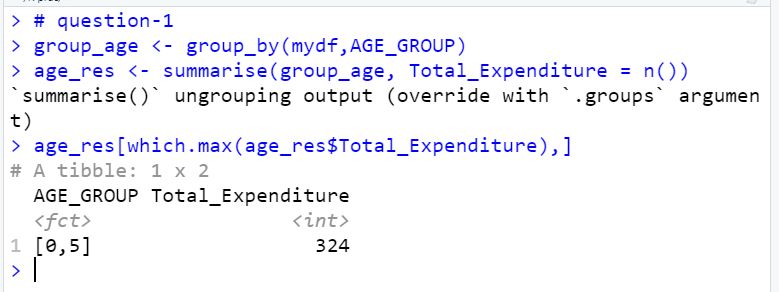 > # question-1
> group_age <- group_by(mydf,AGE_GROUP)
> age_res <- summarise(group_age, Total_Expenditure = n())
`summarise()` ungrouping output (override with `.groups` argumen
t)
> age_res[which.max(age_res$Total_Expenditure),]
# A tibble: 1 x 2
  AGE_GROUP Total_Expenditure
  <fct>                 <int>
1 [0,5]                   324
>